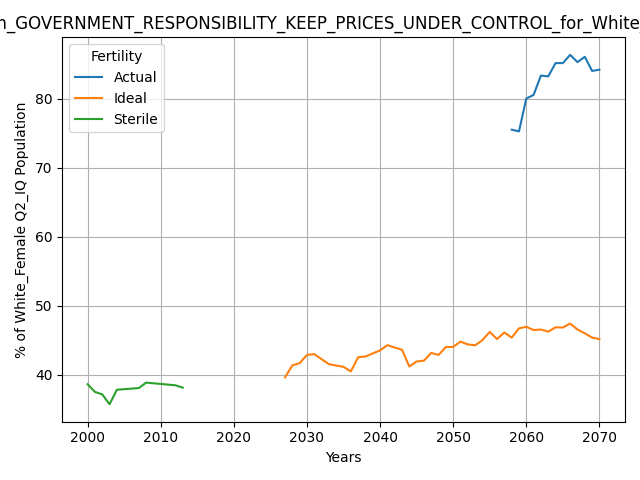 n_GOVERNMENT_RESPONSIBILITY_KEEP_PRICES_UNDER_CONTROL_for_White_
Fertility
Actual
Ideal
Sterile
% of White_Female Q2_IQ Population
80
70
60
50
40
2000 2010 2020 2030 2040 2050 2060 2070
Years